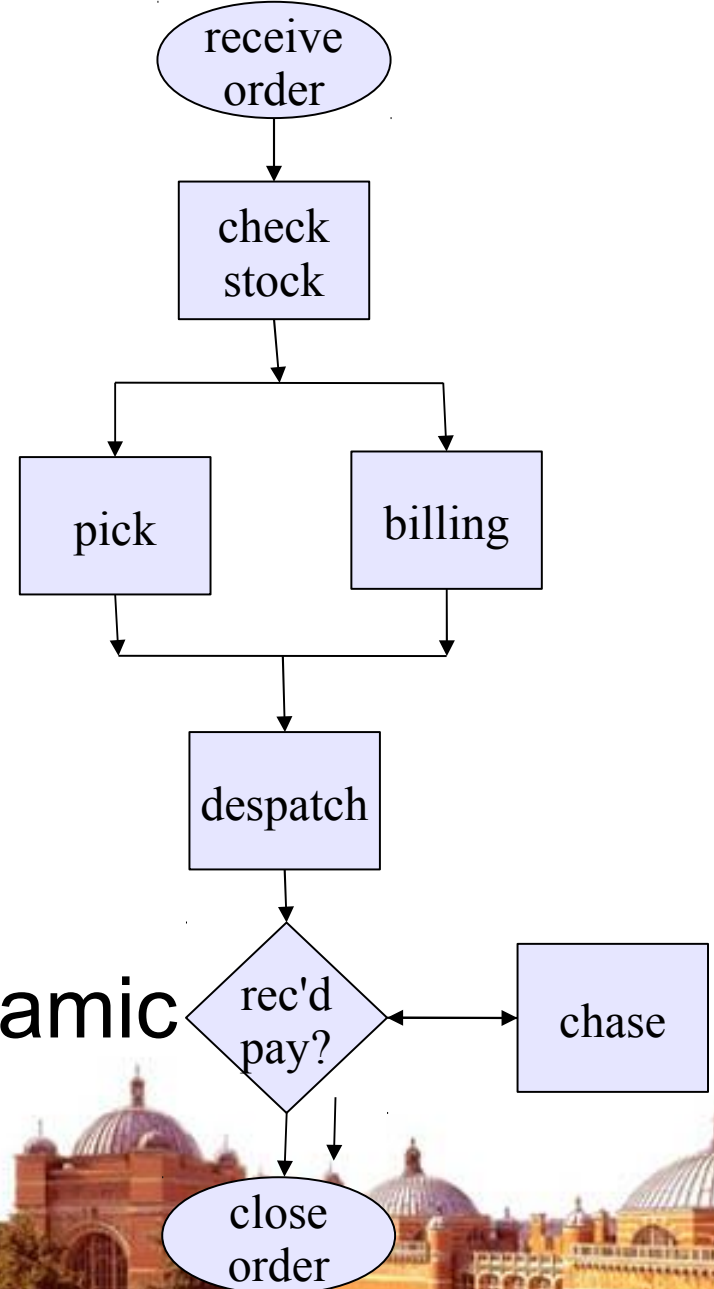 receive
order
check
stock
pick
billing
despatch
amic
rec'd
pay?
chase
close
order